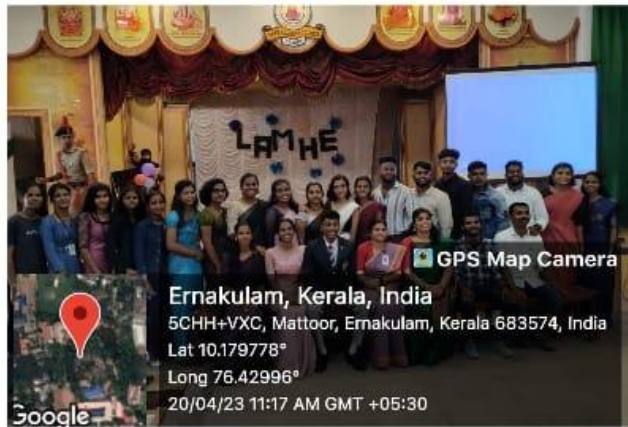 LAMHE
GPS Map Camera
Ernakulam, Kerala, India
5CHH+VXC, Mattoor, Ernakulam, Kerala 683574, India
Lat 10.179778°
Long 76.42996°
20/04/23 11:17 AM GMT +05:30
Google